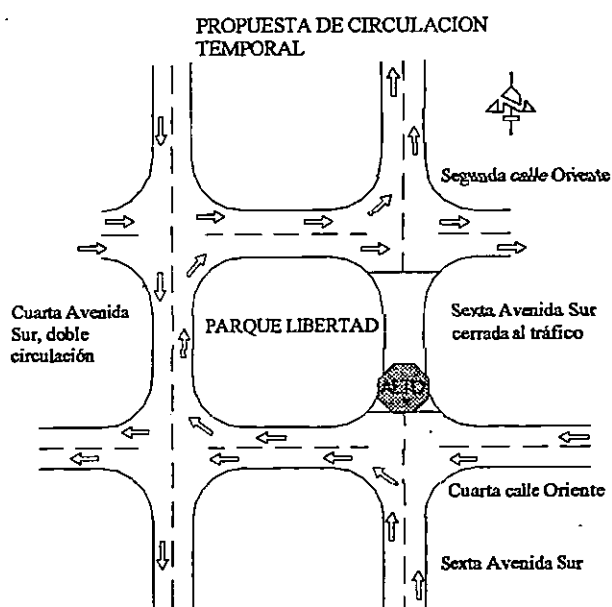 PROPUESTA DE CIRCULACION
TEMPORAL
Segunda calle Oriente
Cuarta Avenida
Sur, doble
circulación
PARQUE LIBERTAD
Sexta Avenida Sur
cerrada al tráfico
ALTO
Cuarta calle Oriente
Sexta Avenida Sur